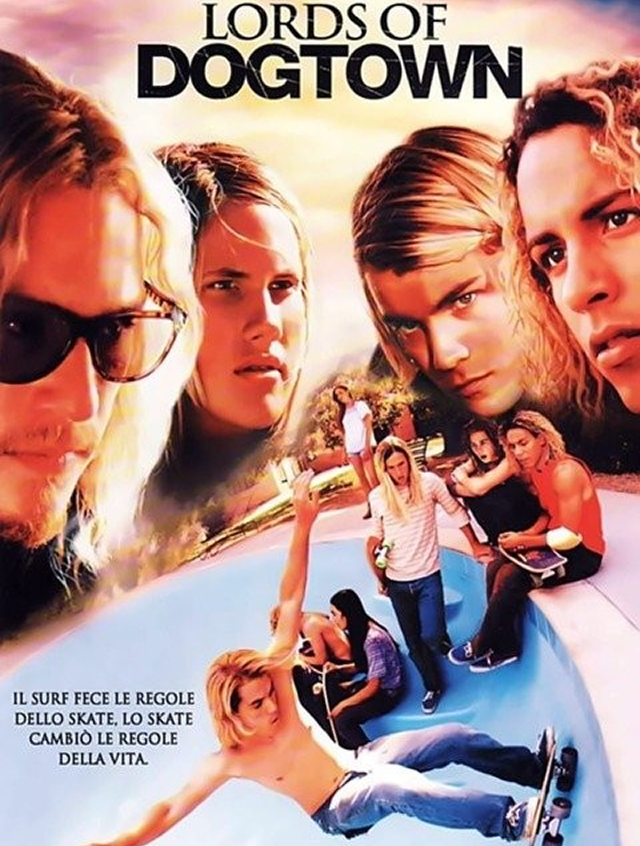 LORDS OF
DOGTOWN
IL SURF FECE LE REGOLE
DELLO SKATE, LO SKATE
CAMBIÒ LE REGOLE
DELLA VITA.